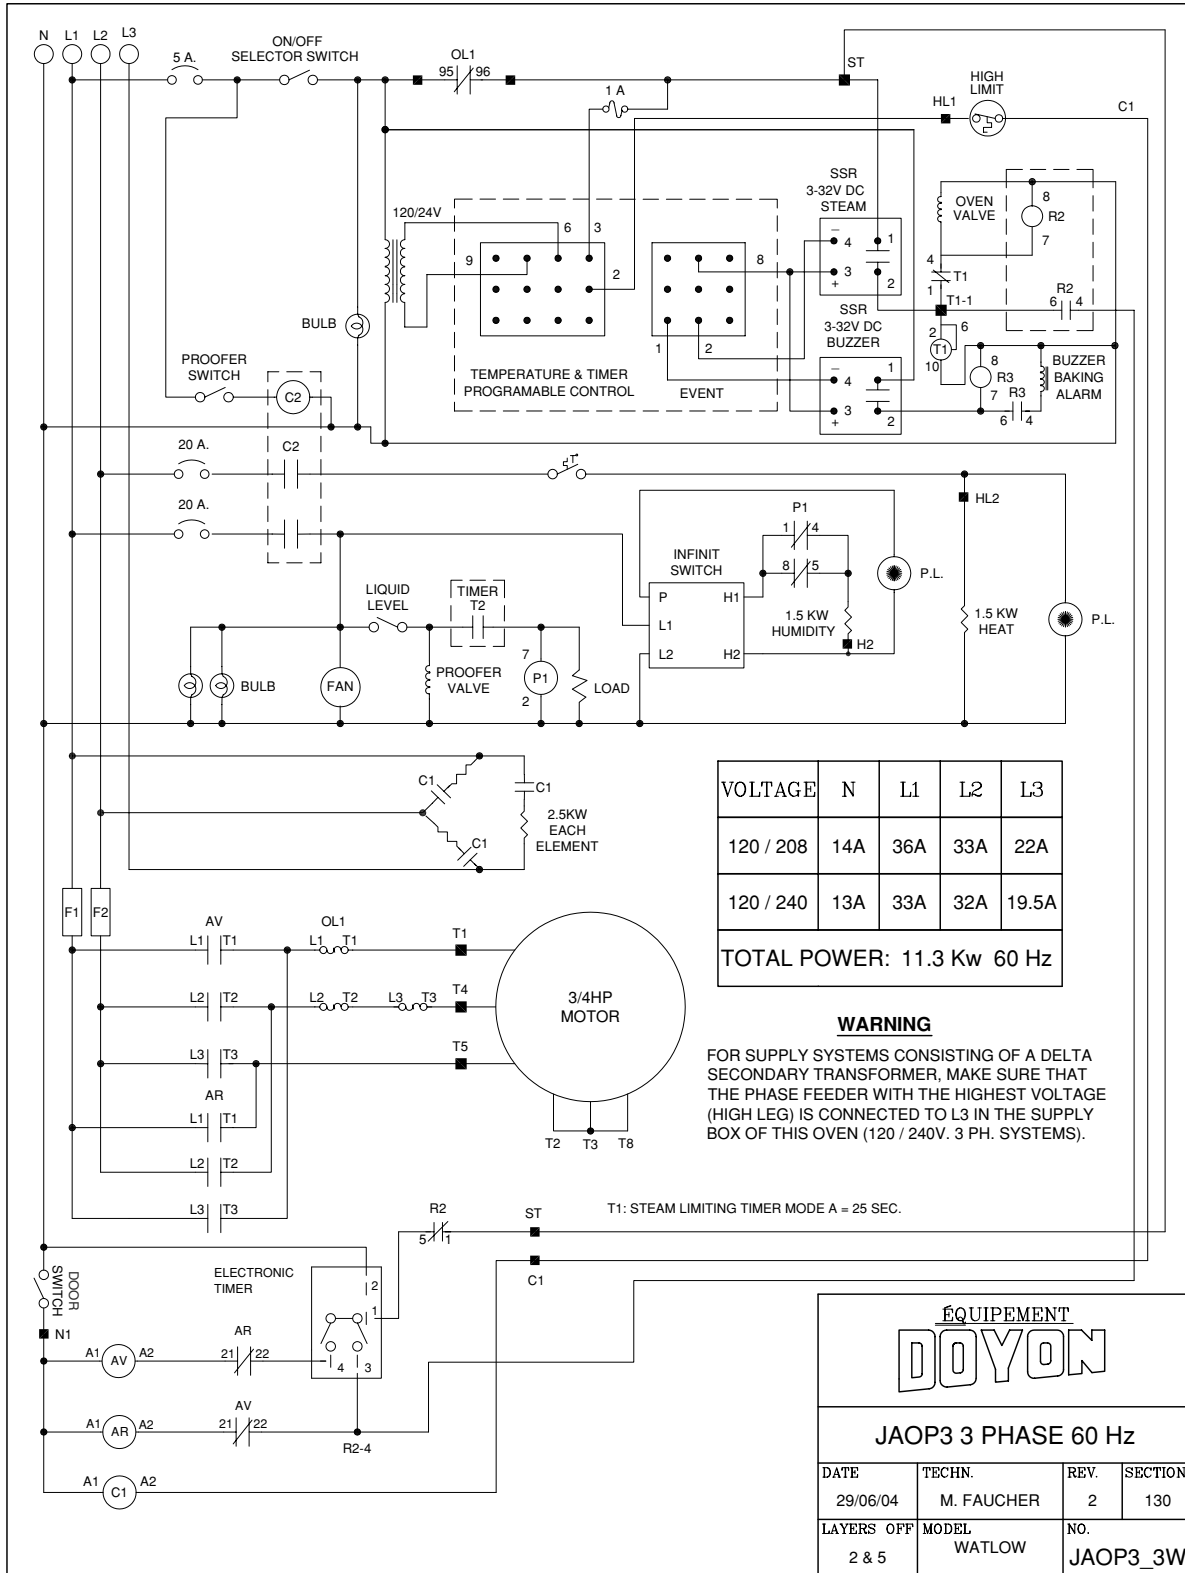 N L1 L2 L3
5 A.
ON/OFF
SELECTOR SWITCH
OL1
95 96
1 A
ST
HIGH
LIMIT
HL1
C1
SSR
3-32V DC
STEAM
OVEN
VALVE
8
R2
7
120/24V
6 3
9
2
8
1 2
4 1
3 2
– +
4
T1
1
T1-1
R2
6 4
BULB
TEMPERATURE & TIMER
PROGRAMABLE CONTROL
EVENT
SSR
3-32V DC
BUZZER
– 4 1
3 2
+
2 6
T1
10
8
R3
7
R3
6 4
BUZZER
BAKING
ALARM
PROOFER
SWITCH
C2
20 A.
C2
20 A.
T°
HL2
P1
1 4
8 5
INFINIT
SWITCH
P H1
L1
L2 H2
1.5 KW
HUMIDITY
H2
P.L.
1.5 KW
HEAT
P.L.
LIQUID
LEVEL
TIMER
T2
BULB
FAN
PROOFER
VALVE
7
P1
2
LOAD
C1
C1
C1
2.5KW
EACH
ELEMENT
VOLTAGE N L1 L2 L3
120 / 208 14A 36A 33A 22A
120 / 240 13A 33A 32A 19.5A
TOTAL POWER: 11.3 Kw 60 Hz
F1 F2
AV
L1 T1
OL1
L1 T1
T1
L2 T2
L2 T2 L3 T3
T4
L3 T3
T5
3/4HP
MOTOR
AR
L1 T1
L2 T2
L3 T3
T2 T3 T8
WARNING
FOR SUPPLY SYSTEMS CONSISTING OF A DELTA
SECONDARY TRANSFORMER, MAKE SURE THAT
THE PHASE FEEDER WITH THE HIGHEST VOLTAGE
(HIGH LEG) IS CONNECTED TO L3 IN THE SUPPLY
BOX OF THIS OVEN (120 / 240V. 3 PH. SYSTEMS).
R2
5 1
ST
T1: STEAM LIMITING TIMER MODE A = 25 SEC.
C1
DOOR
SWITCH
ELECTRONIC
TIMER
2
1
4 3
N1
A1 AV A2
AR
21 22
A1 AR A2
AV
21 22
R2-4
A1 C1 A2
ÉQUIPEMENT
DOYON
JAOP3 3 PHASE 60 Hz
DATE TECHN. REV. SECTION
29/06/04 M. FAUCHER 2 130
LAYERS OFF MODEL NO.
2 & 5 WATLOW JAOP3_3W